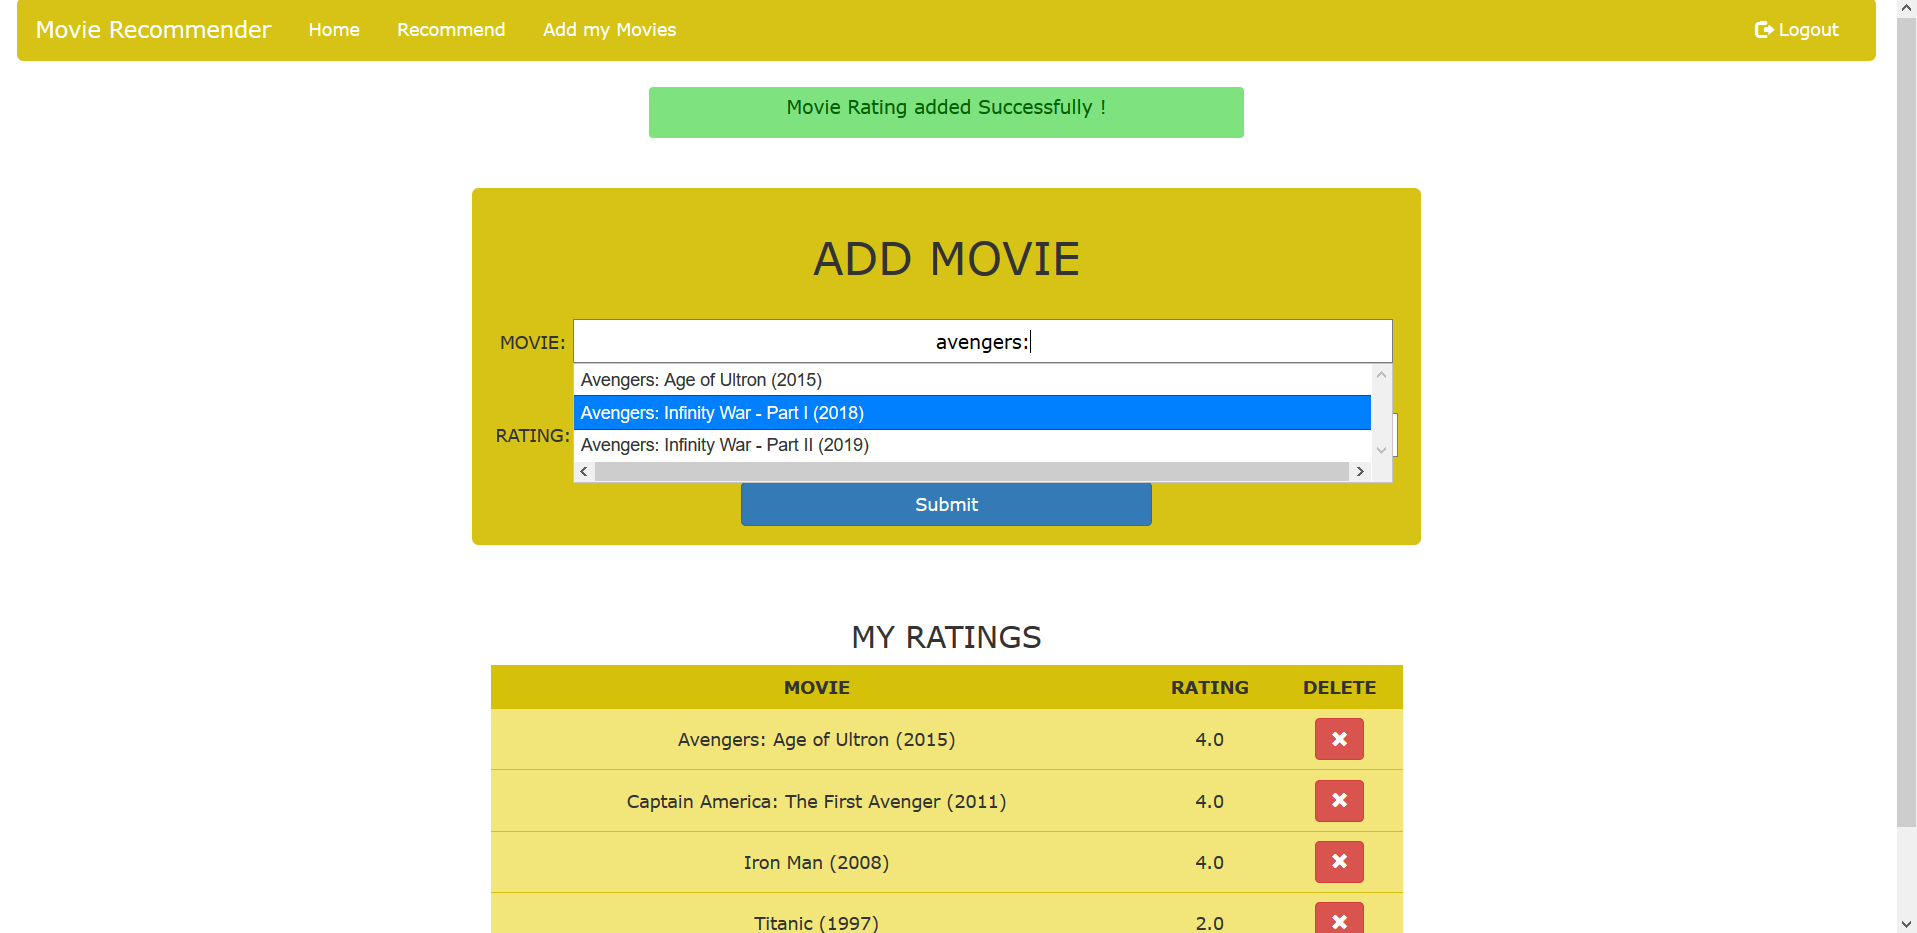 Movie Recommender Home Recommend Add my Movies Logout
Movie Rating added Successfully !
ADD MOVIE
MOVIE: avengers:
Avengers: Age of Ultron (2015)
Avengers: Infinity War - Part I (2018)
RATING:
Avengers: Infinity War - Part II (2019)
Submit
MY RATINGS
MOVIE RATING DELETE
Avengers: Age of Ultron (2015) 4.0
Captain America: The First Avenger (2011) 4.0
Iron Man (2008) 4.0
Titanic (1997) 2.0